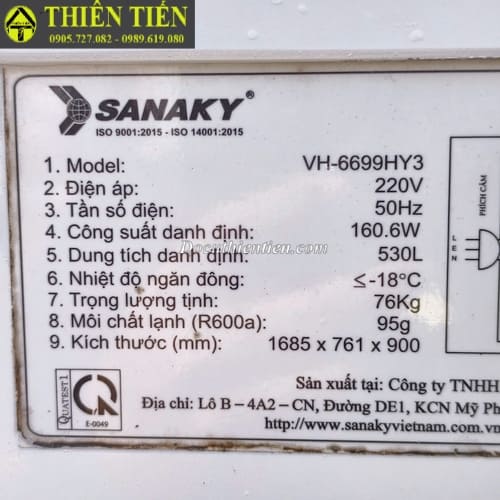 THIÊN TIẾN
0905.727.082 - 0989.619.080
SANAKY®
ISO 9001:2015 - ISO 14001:2015
1. Model: VH-6699HY3
2. Điện áp: 220V
3. Tần số điện: 50Hz
4. Công suất danh định: 160.6W
Docuthientien.com
5. Dung tích danh định: 530L
6. Nhiệt độ ngăn đông: ≤-18°C
7. Trọng lượng tịnh: 76Kg
8. Môi chất lạnh (R600a): 95g
9. Kích thước (mm): 1685 x 761 x 900
PHÍCH CẮM
L
E
N
QUATEST1
E-0049
Sản xuất tại: Công ty TNHH
Địa chỉ: Lô B – 4A2 – CN, Đường DE1, KCN Mỹ Ph
http://www.sanakyvietnam.com.vn